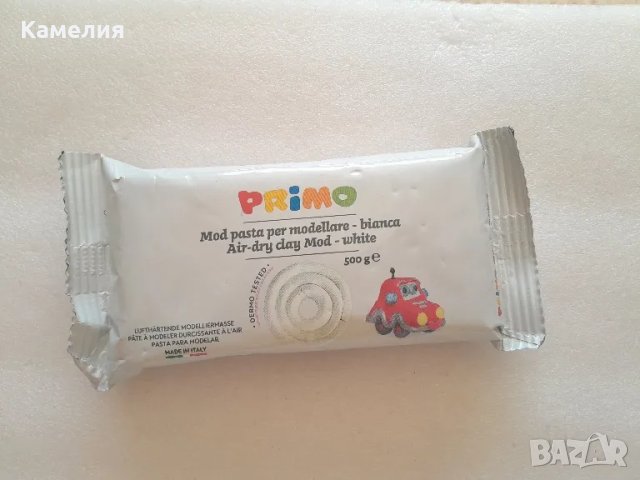 Камелия
PRIMO
Mod pasta per modellare - bianca
Air-dry clay Mod - white
500 g e
• DERMO TESTED •
LUFTHÄRTENDE MODELLIERMASSE
PÂTE À MODELER DURCISSANTE À L'AIR
PASTA PARA MODELAR
MADE IN ITALY
BAZAR